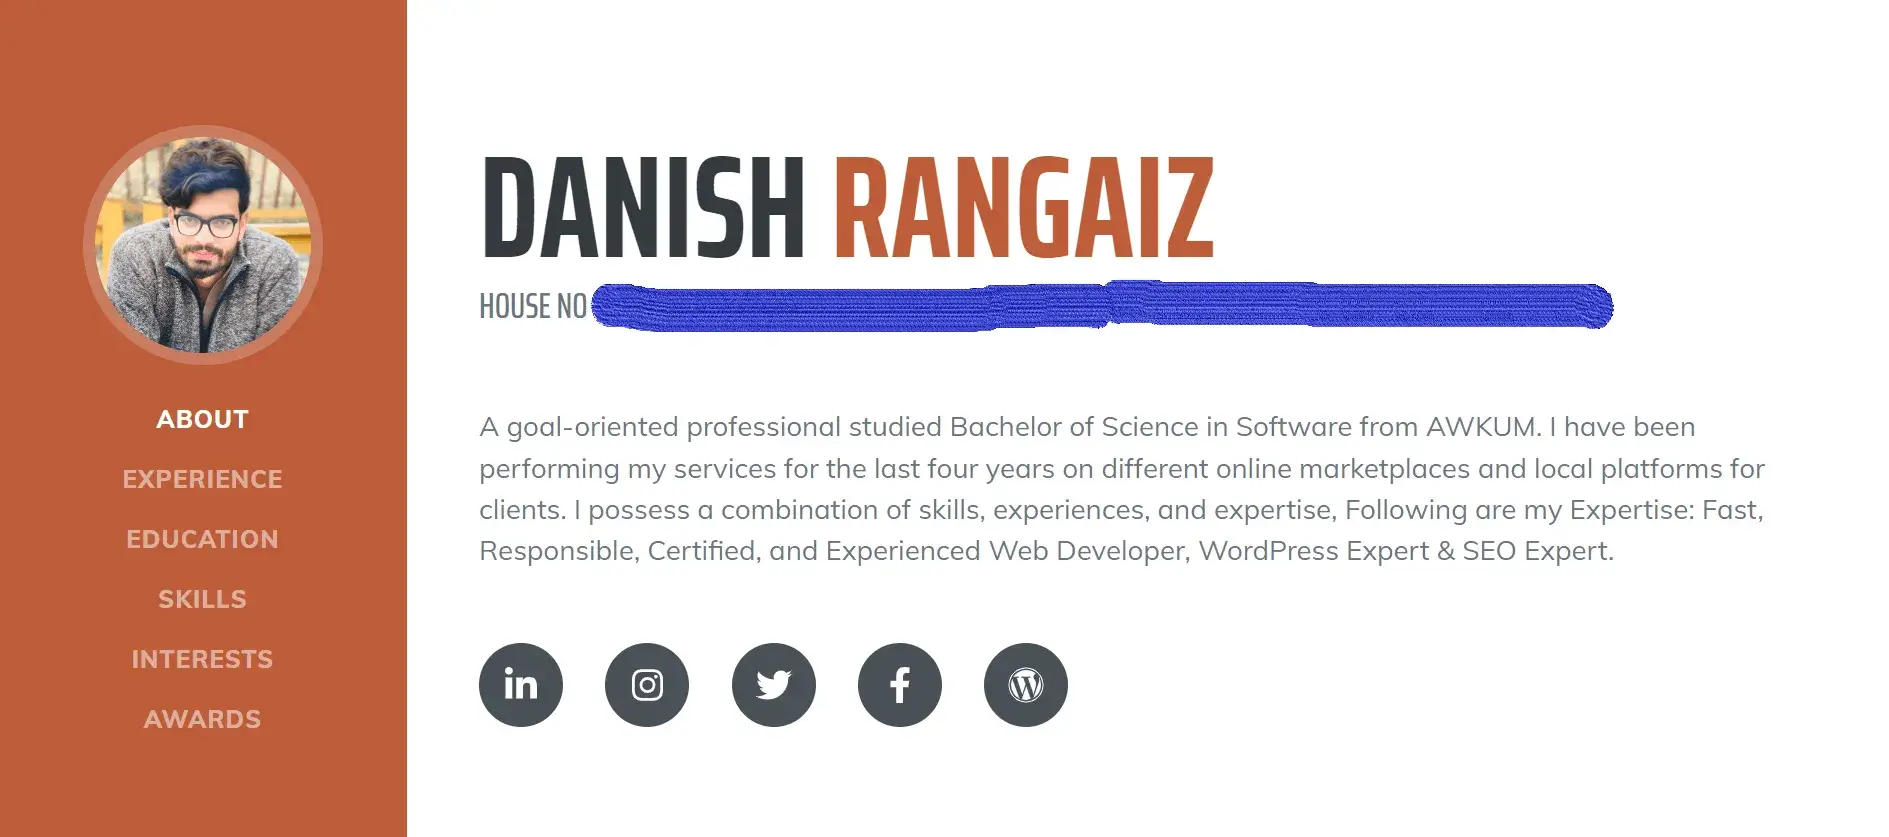 ABOUT
EXPERIENCE
EDUCATION
SKILLS
INTERESTS
AWARDS
DANISH RANGAIZ
HOUSE NO
A goal-oriented professional studied Bachelor of Science in Software from AWKUM. I have been
performing my services for the last four years on different online marketplaces and local platforms for
clients. I possess a combination of skills, experiences, and expertise, Following are my Expertise: Fast,
Responsible, Certified, and Experienced Web Developer, WordPress Expert & SEO Expert.